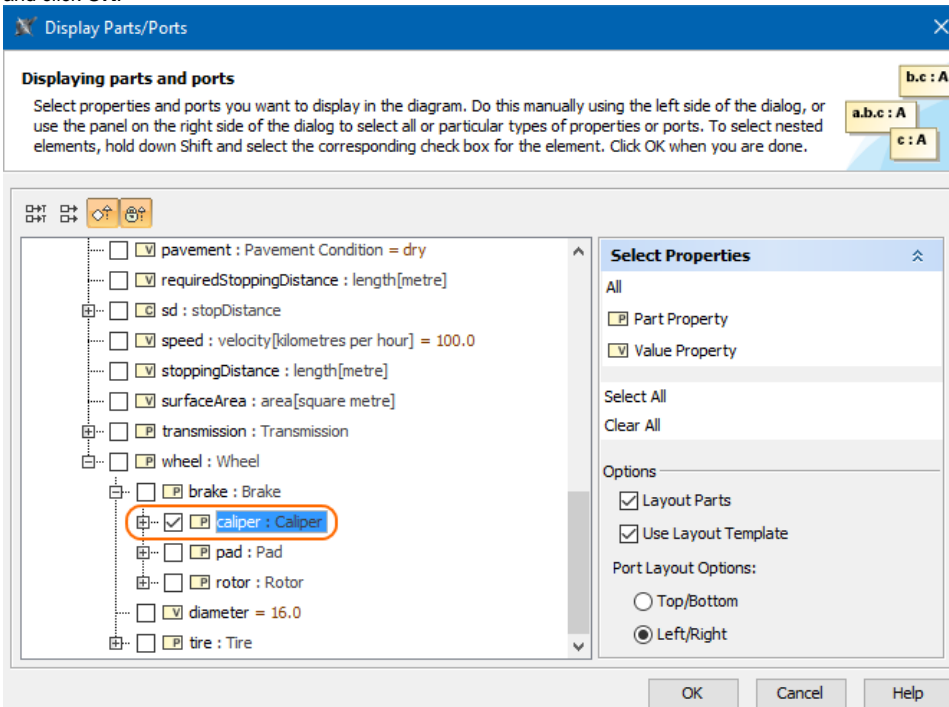 and click OK.
Display Parts/Ports
Displaying parts and ports
Select properties and ports you want to display in the diagram. Do this manually using the left side of the dialog, or
use the panel on the right side of the dialog to select all or particular types of properties or ports. To select nested
elements, hold down Shift and select the corresponding check box for the element. Click OK when you are done.
b.c : A
a.b.c : A
c : A
V pavement : Pavement Condition = dry
V requiredStoppingDistance : length[metre]
C sd : stopDistance
V speed : velocity[kilometres per hour] = 100.0
V stoppingDistance : length[metre]
V surfaceArea : area[square metre]
P transmission : Transmission
P wheel : Wheel
P brake : Brake
P caliper : Caliper
P pad : Pad
P rotor : Rotor
V diameter = 16.0
P tire : Tire
Select Properties
All
P Part Property
V Value Property
Select All
Clear All
Options
Layout Parts
Use Layout Template
Port Layout Options:
Top/Bottom
Left/Right
OK
Cancel
Help